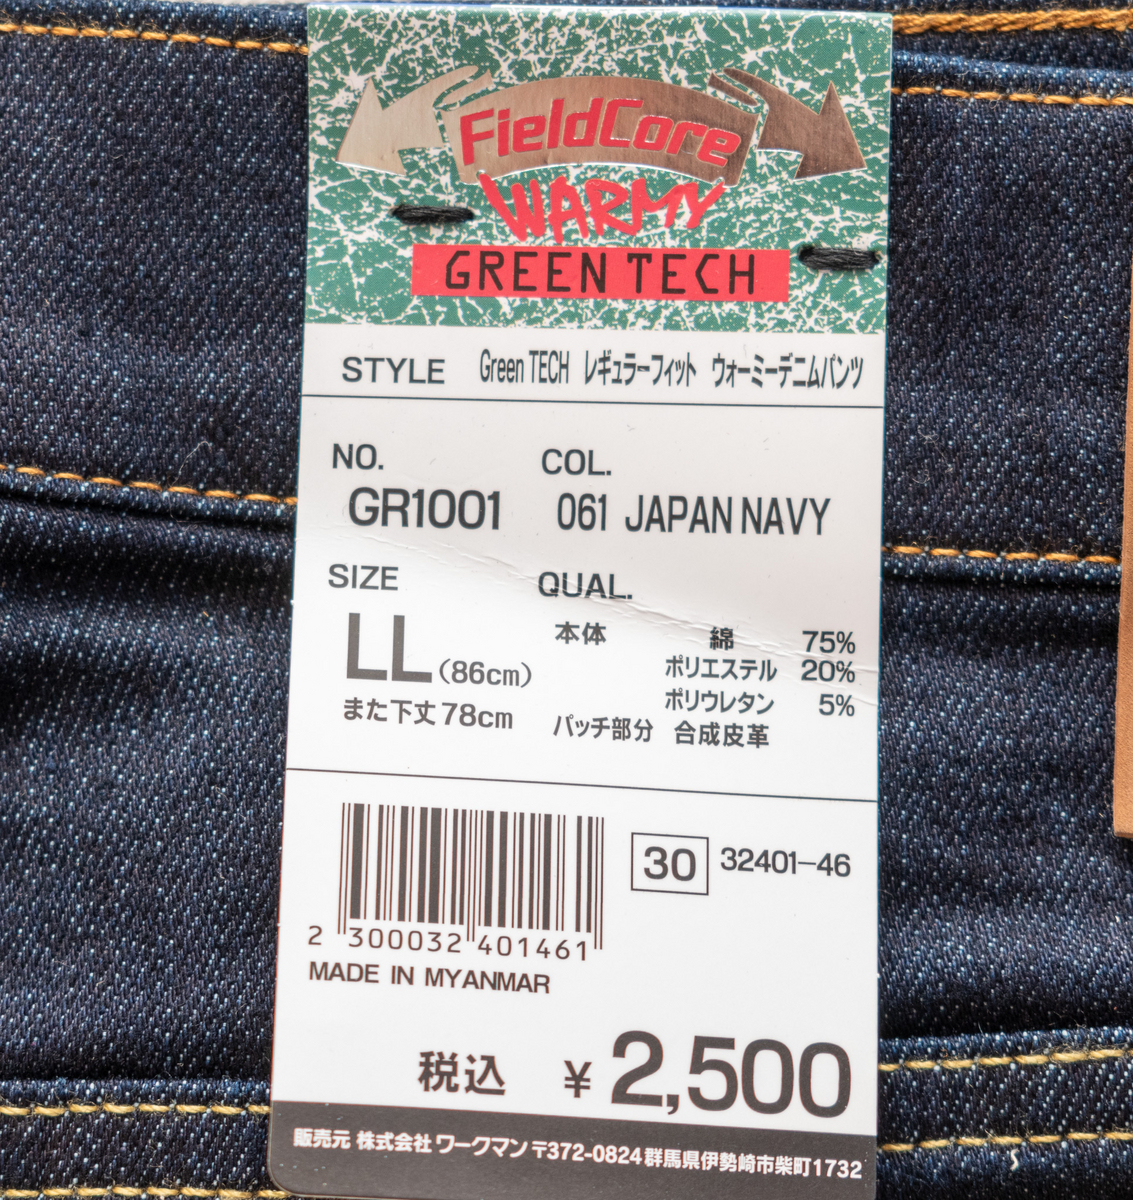 FieldCore
WARMY
GREEN TECH
STYLE Green TECH レギュラーフィット ウォーミーデニムパンツ
NO. COL.
GR1001 061 JAPAN NAVY
SIZE QUAL.
LL(86cm) 本体 綿 75%
ポリエステル 20%
ポリウレタン 5%
また下丈78cm パッチ部分 合成皮革
30 32401-46
2 300032 401461
MADE IN MYANMAR
税込 ¥2,500
販売元 株式会社 ワークマン 〒372-0824 群馬県伊勢崎市柴町1732